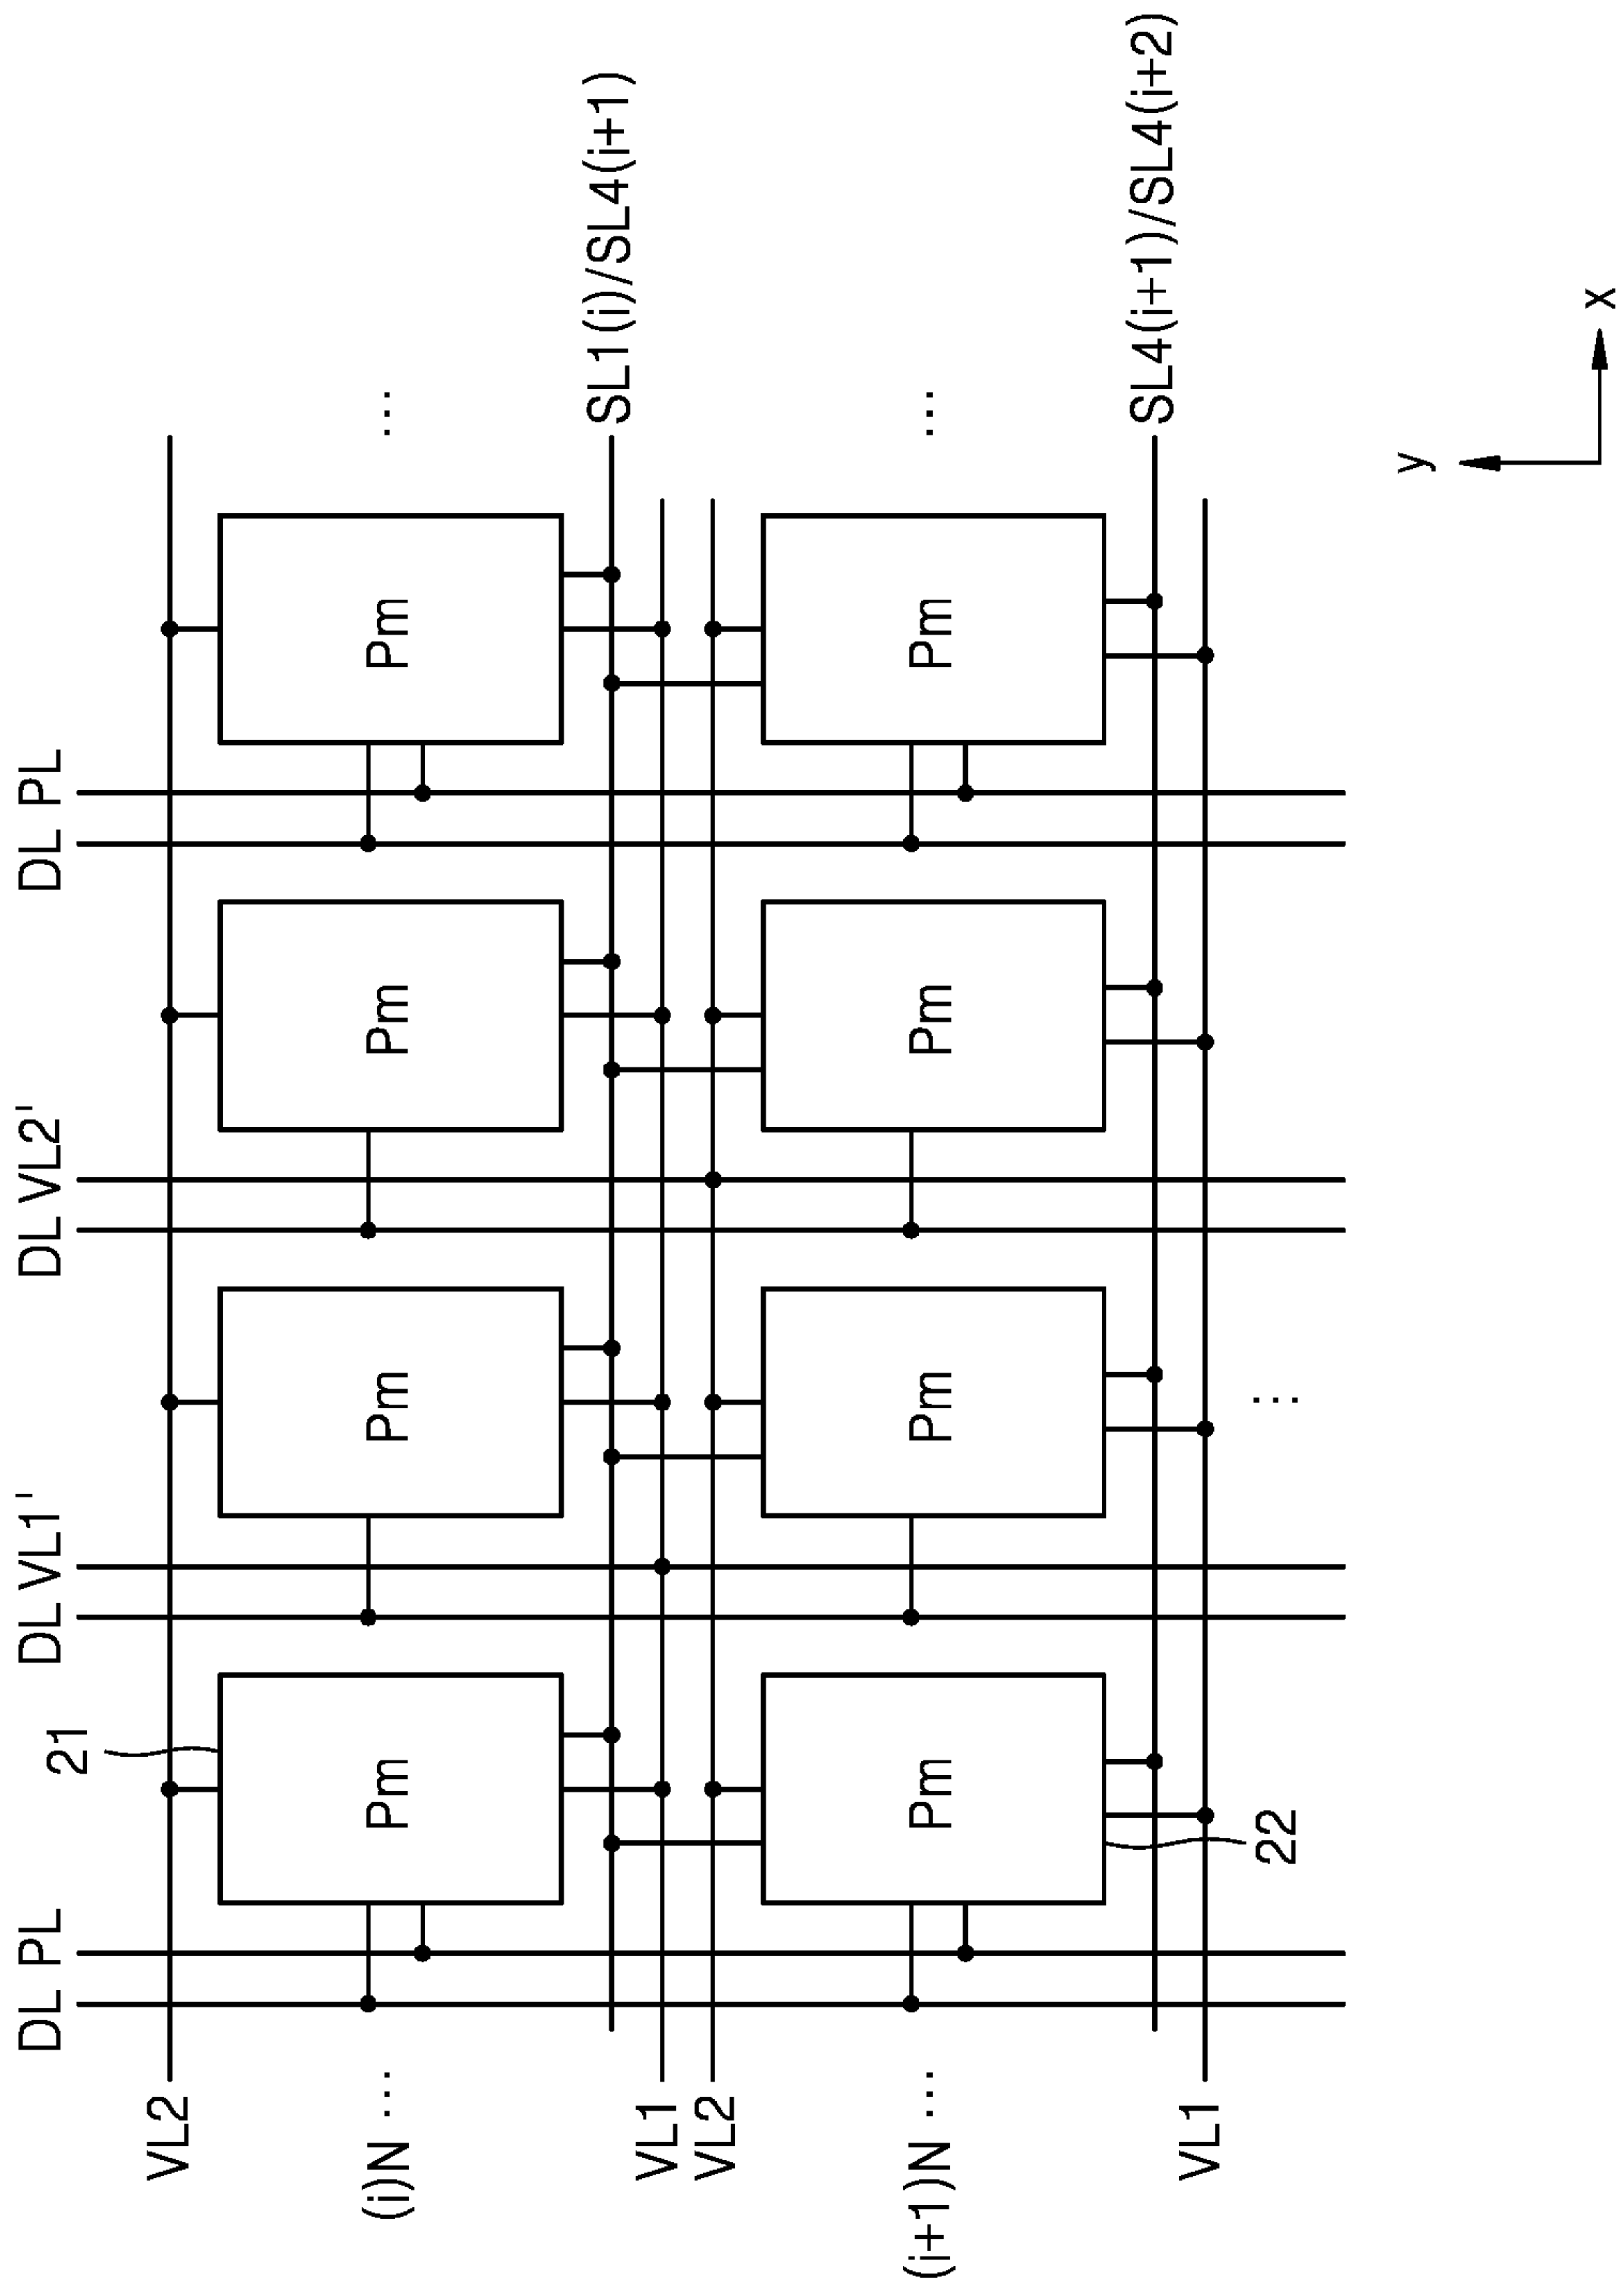 DL PL
DL VL1'
DL VL2'
DL PL
VL2
21
(i)N
...
Pm
Pm
Pm
Pm
...
SL1(i)/SL4(i+1)
VL1
VL2
(i+1)N
...
Pm
Pm
Pm
Pm
...
SL4(i+1)/SL4(i+2)
VL1
22
...
y
x